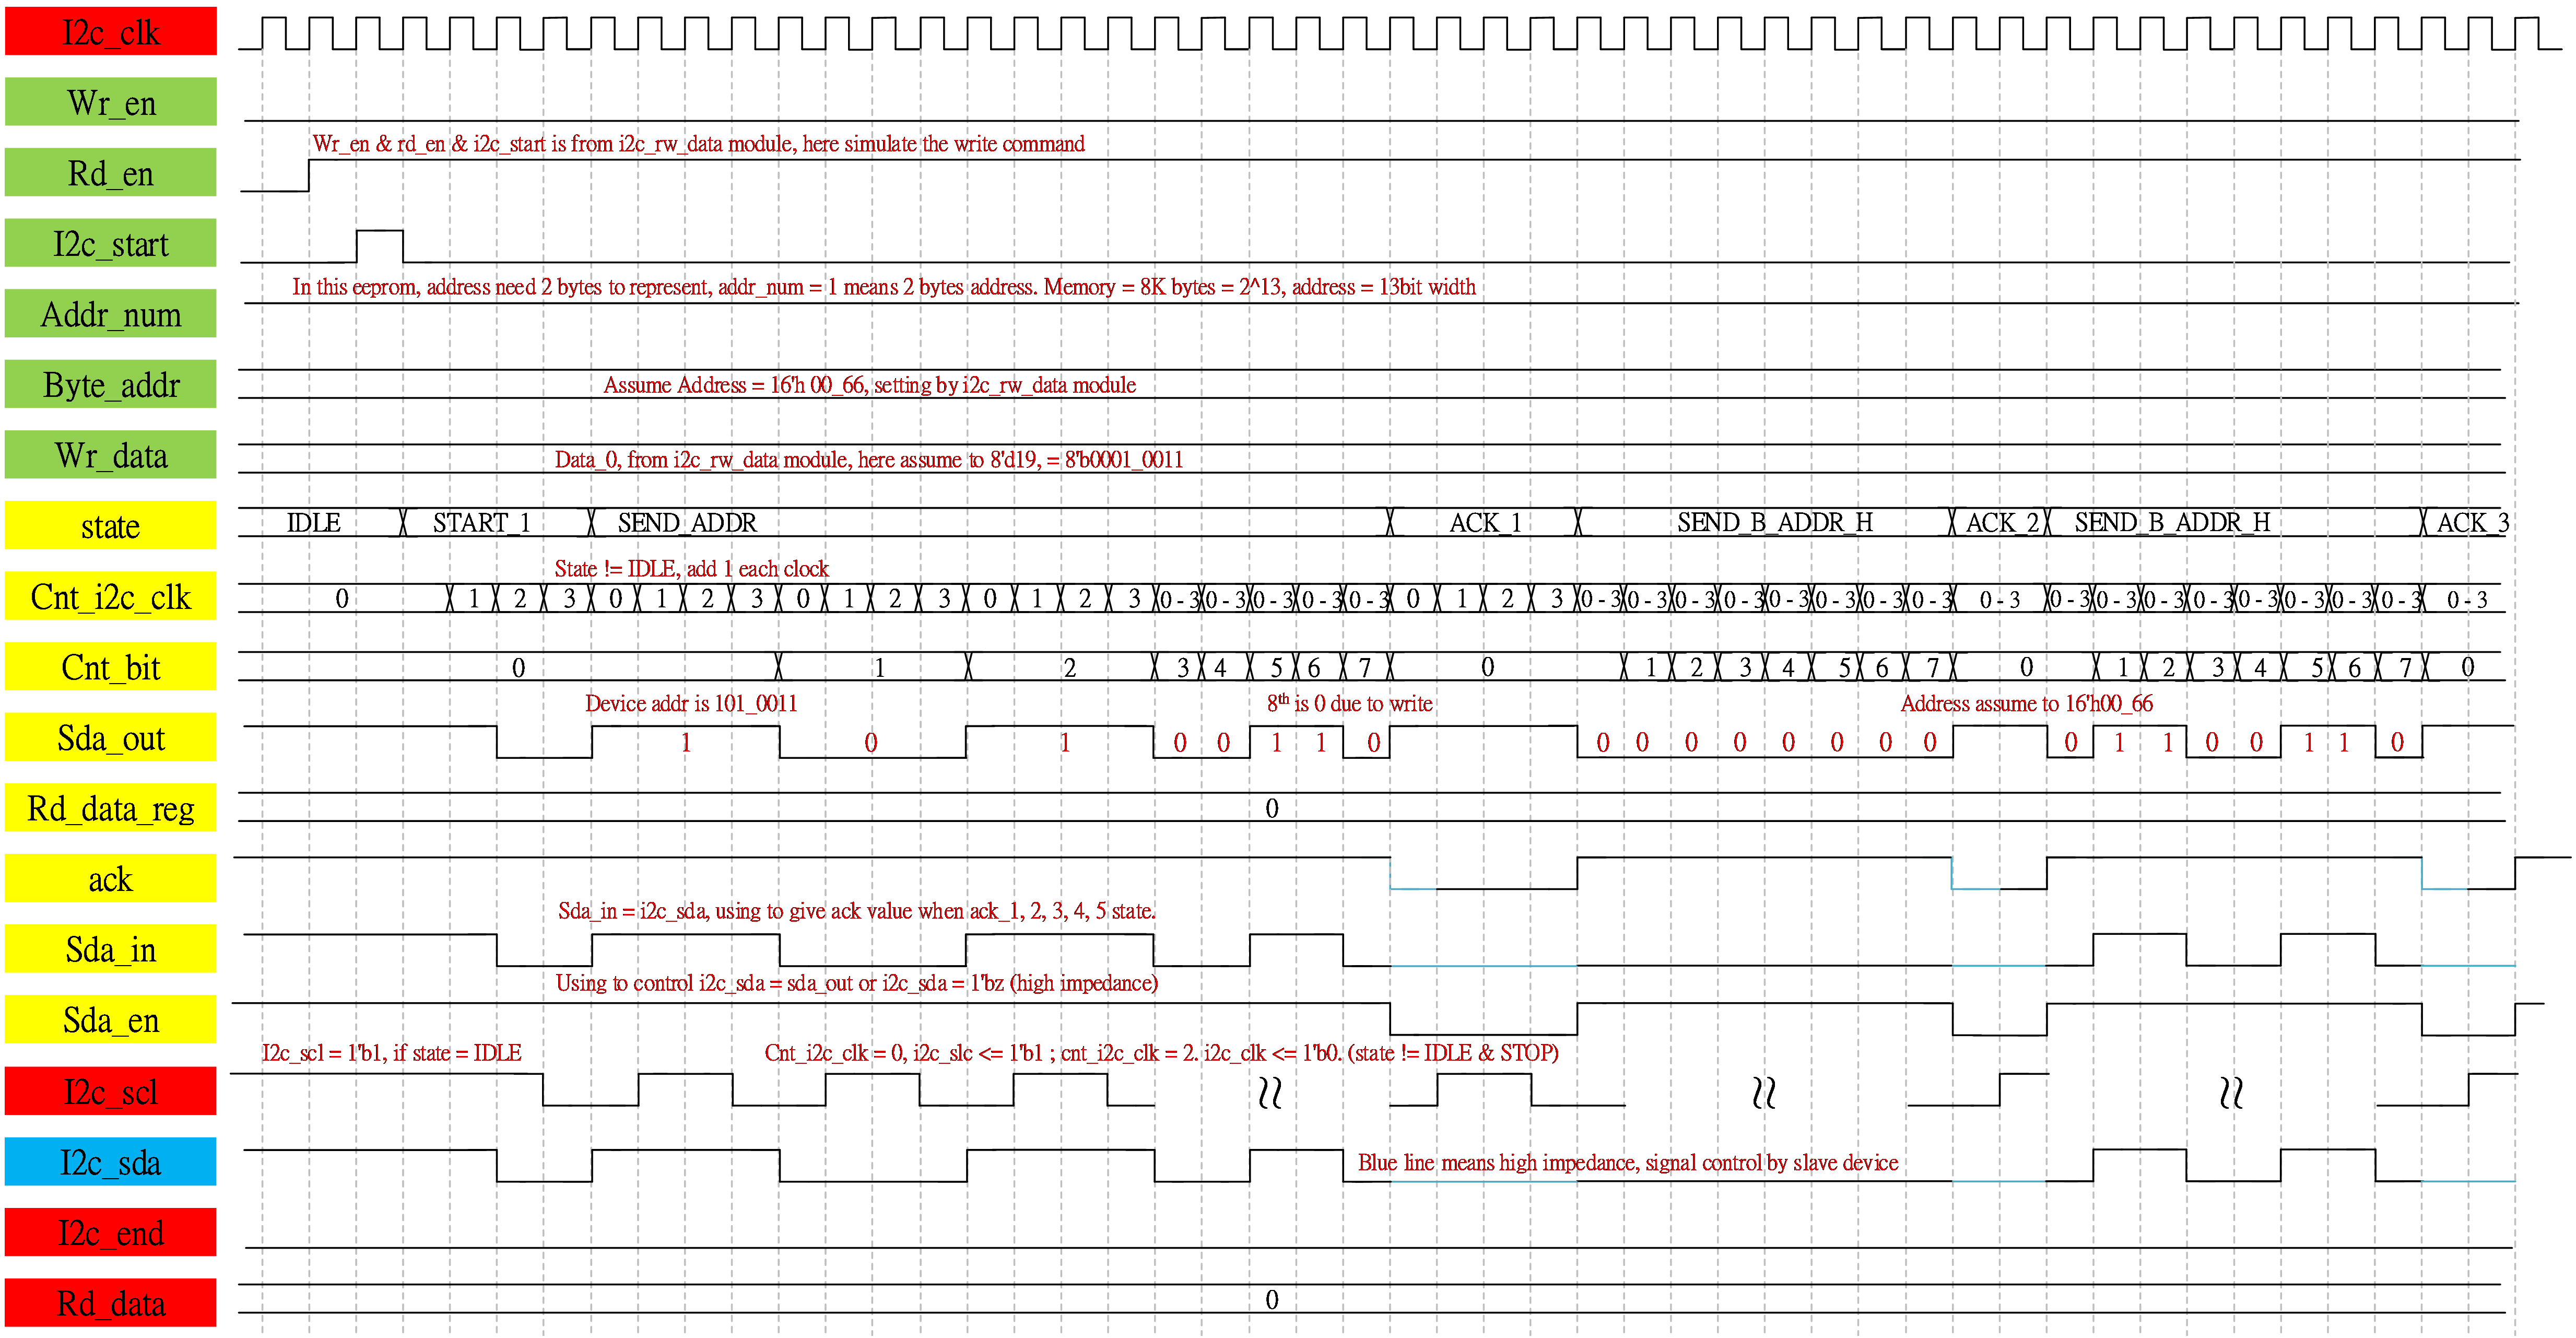 I2c_clk
Wr_en
Wr_en & rd_en & i2c_start is from i2c_rw_data module, here simulate the write command
Rd_en
I2c_start
In this eeprom, address need 2 bytes to represent, addr_num = 1 means 2 bytes address. Memory = 8K bytes = 2^13, address = 13bit width
Addr_num
Byte_addr
Assume Address = 16'h 00_66, setting by i2c_rw_data module
Wr_data
Data_0, from i2c_rw_data module, here assume to 8'd19, = 8'b0001_0011
state IDLE START_1 SEND_ADDR ACK_1 SEND_B_ADDR_H ACK_2 SEND_B_ADDR_H ACK_3
State != IDLE, add 1 each clock
Cnt_i2c_clk 0 1 2 3 0 1 2 3 0 1 2 3 0 1 2 3 0 - 3 0 - 3 0 - 3 0 - 3 0 - 3 0 1 2 3 0 - 3 0 - 3 0 - 3 0 - 3 0 - 3 0 - 3 0 - 3 0 - 3 0 - 3 0 - 3 0 - 3 0 - 3 0 - 3 0 - 3 0 - 3 0 - 3 0 - 3 0 - 3
Cnt_bit 0 1 2 3 4 5 6 7 0 1 2 3 4 5 6 7 0 1 2 3 4 5 6 7 0
Device addr is 101_0011 8th is 0 due to write Address assume to 16'h00_66
Sda_out 1 0 1 0 0 1 1 0 0 0 0 0 0 0 0 0 0 1 1 0 0 1 1 0
Rd_data_reg 0
ack
Sda_in = i2c_sda, using to give ack value when ack_1, 2, 3, 4, 5 state.
Sda_in
Using to control i2c_sda = sda_out or i2c_sda = 1'bz (high impedance)
Sda_en
I2c_scl = 1'b1, if state = IDLE Cnt_i2c_clk = 0, i2c_slc <= 1'b1 ; cnt_i2c_clk = 2. i2c_clk <= 1'b0. (state != IDLE & STOP)
I2c_scl
I2c_sda
Blue line means high impedance, signal control by slave device
I2c_end
Rd_data 0